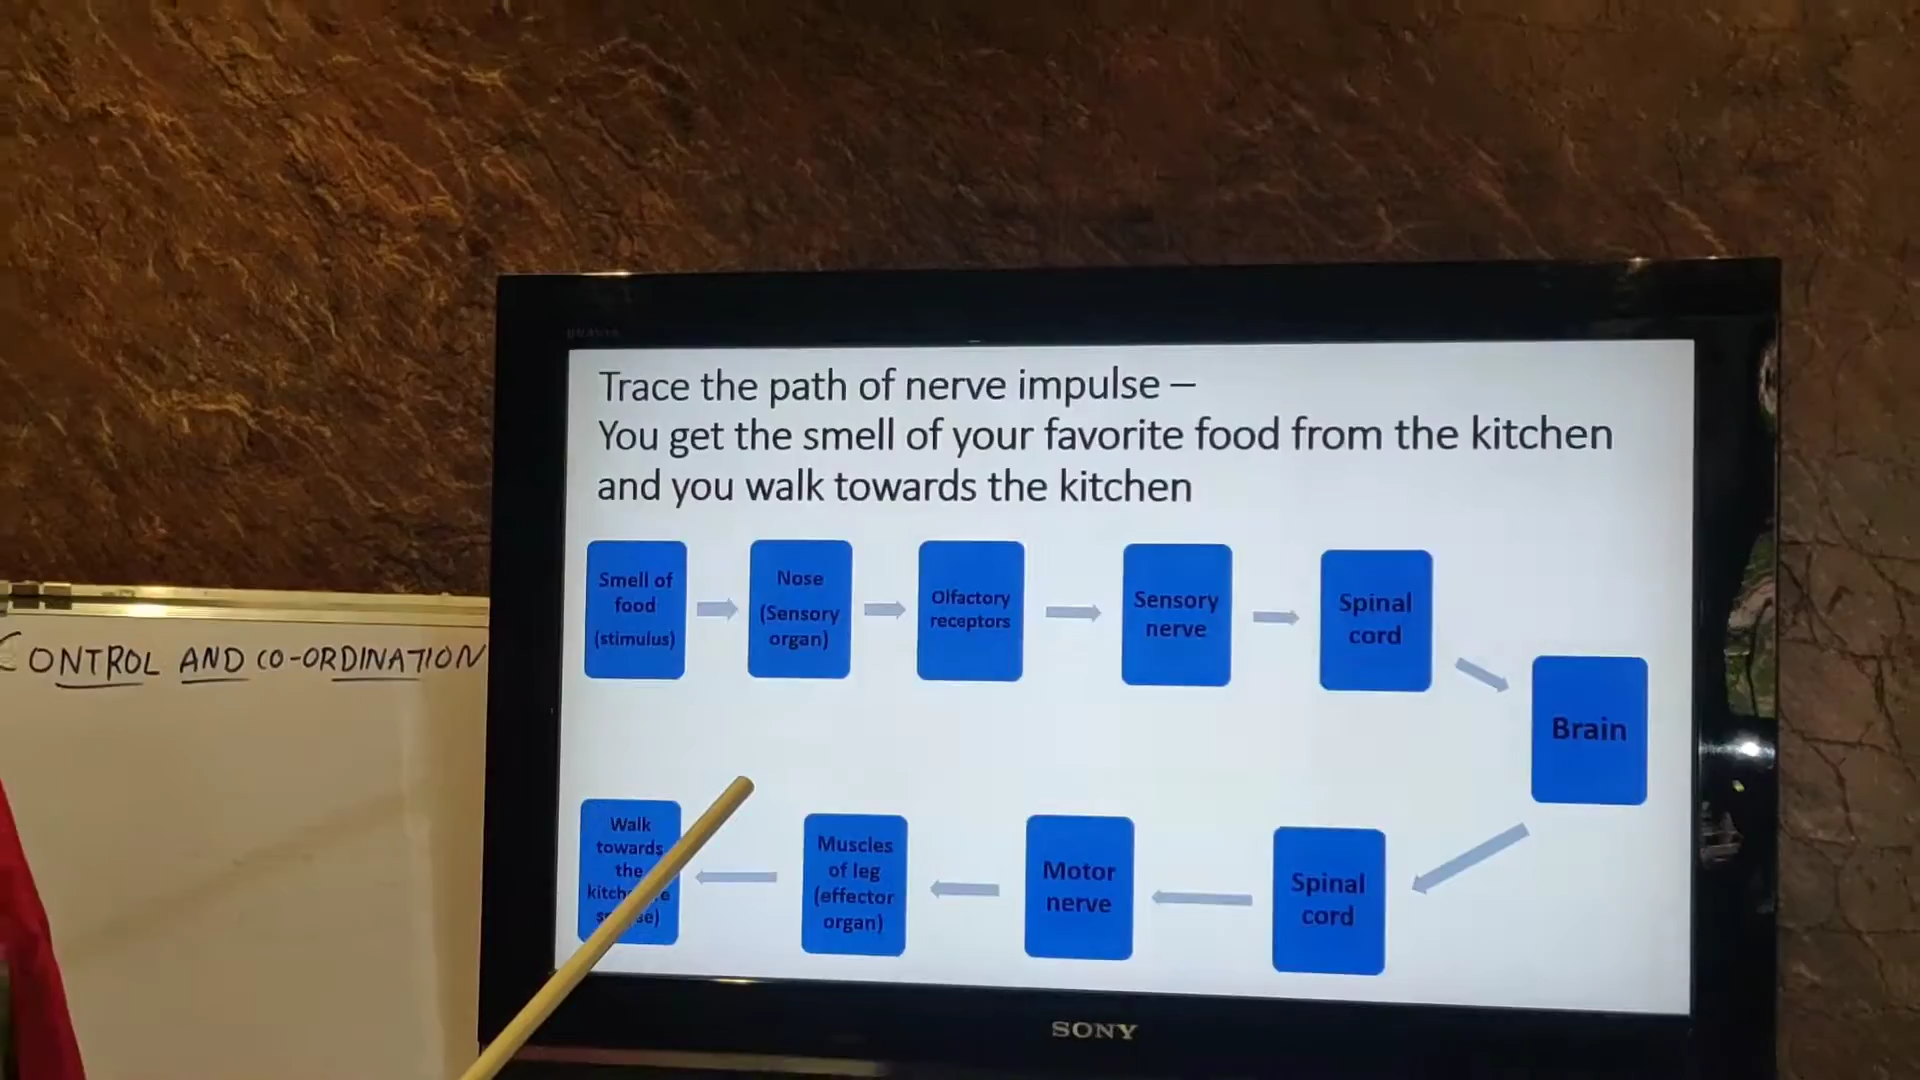 BRAVIA
Trace the path of nerve impulse –
You get the smell of your favorite food from the kitchen
and you walk towards the kitchen
Smell of
food
(stimulus)
Nose
(Sensory
organ)
Olfactory
receptors
Sensory
nerve
Spinal
cord
Brain
Spinal
cord
Motor
nerve
Muscles
of leg
(effector
organ)
Walk
towards
the
CONTROL AND CO-ORDINATION
SONY